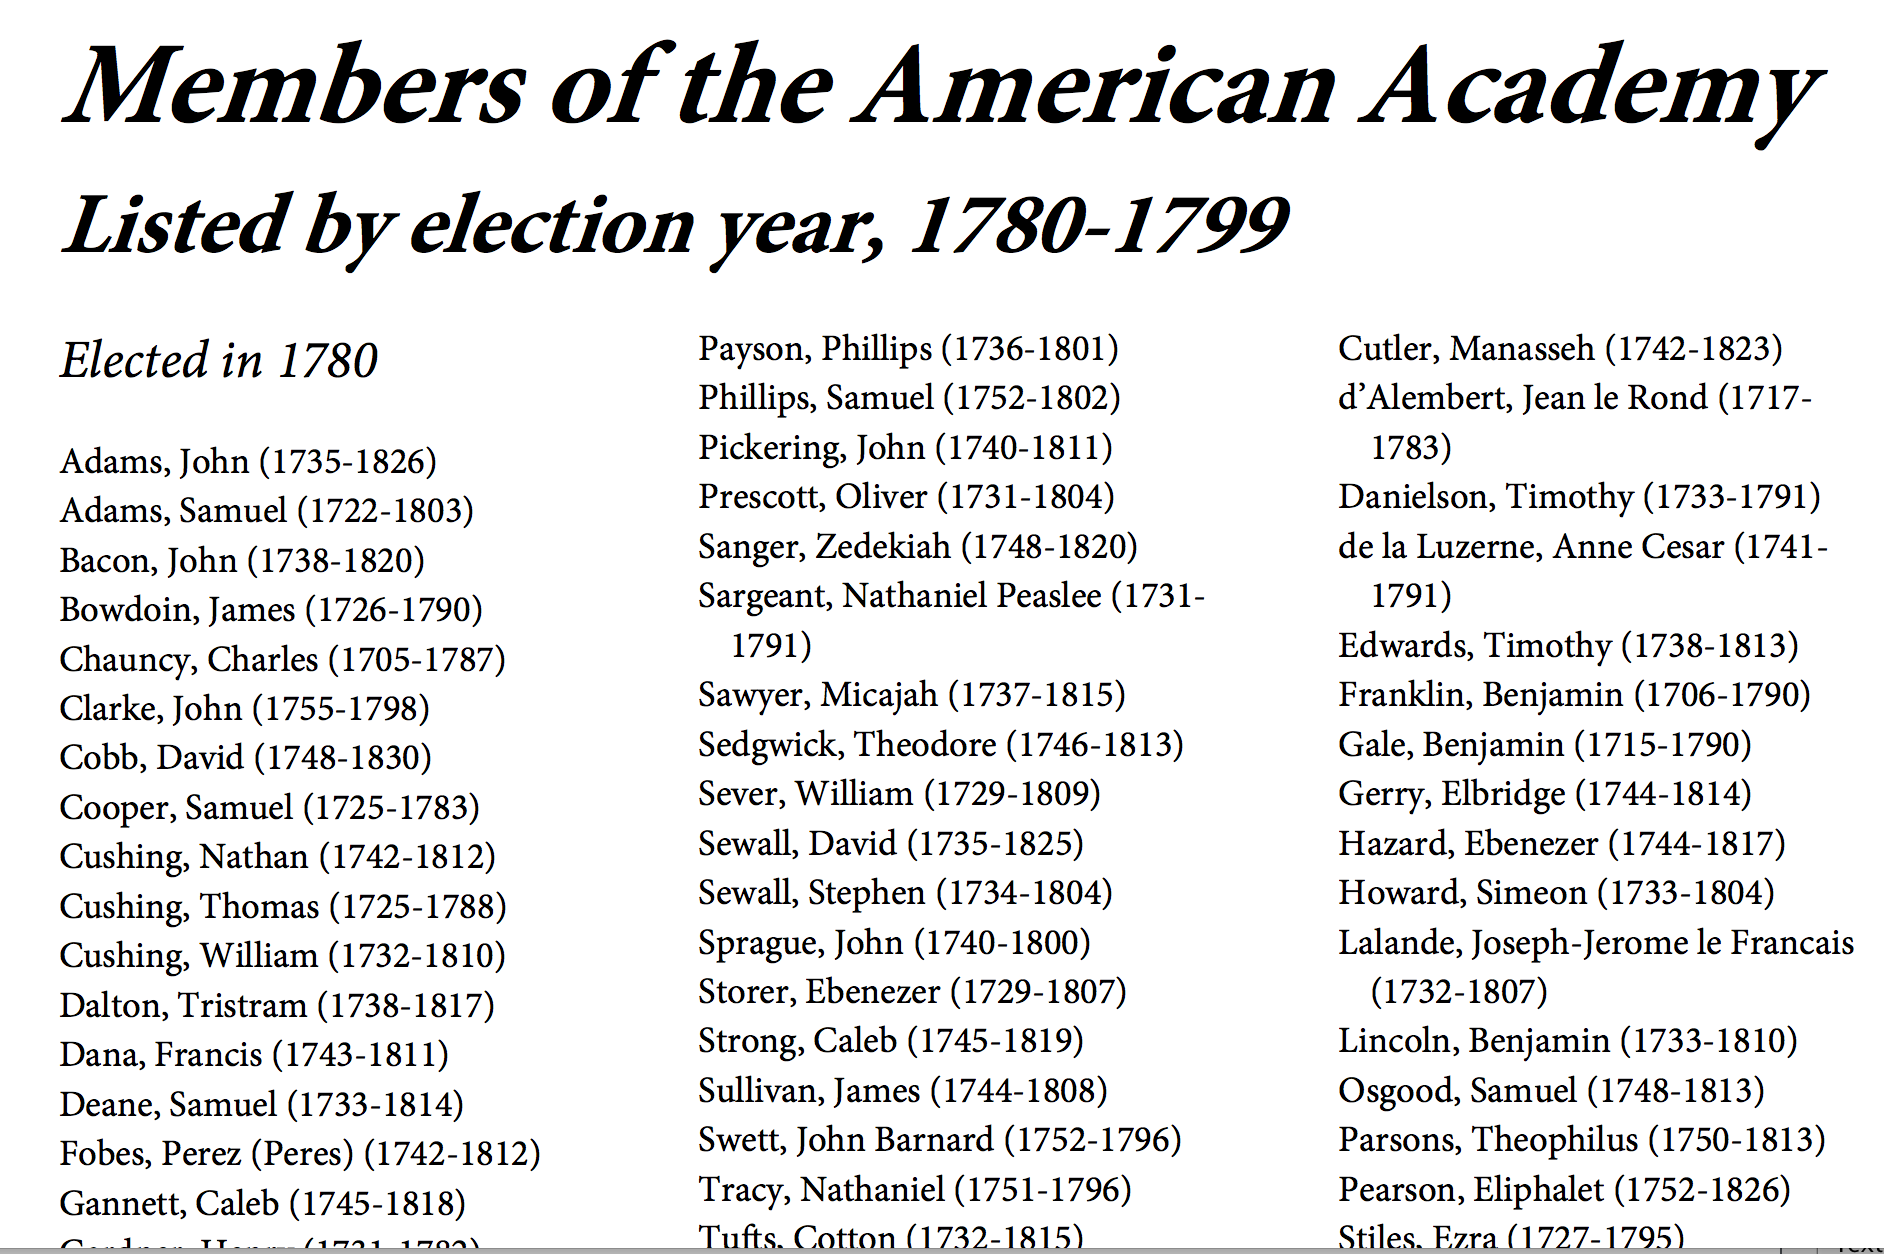 Members of the American Academy
Listed by election year, 1780-1799
Elected in 1780
Adams, John (1735-1826)
Adams, Samuel (1722-1803)
Bacon, John (1738-1820)
Bowdoin, James (1726-1790)
Chauncy, Charles (1705-1787)
Clarke, John (1755-1798)
Cobb, David (1748-1830)
Cooper, Samuel (1725-1783)
Cushing, Nathan (1742-1812)
Cushing, Thomas (1725-1788)
Cushing, William (1732-1810)
Dalton, Tristram (1738-1817)
Dana, Francis (1743-1811)
Deane, Samuel (1733-1814)
Fobes, Perez (Peres) (1742-1812)
Gannett, Caleb (1745-1818)
Gardner, Henry (1731-1782)
Payson, Phillips (1736-1801)
Phillips, Samuel (1752-1802)
Pickering, John (1740-1811)
Prescott, Oliver (1731-1804)
Sanger, Zedekiah (1748-1820)
Sargeant, Nathaniel Peaslee (1731-
1791)
Sawyer, Micajah (1737-1815)
Sedgwick, Theodore (1746-1813)
Sever, William (1729-1809)
Sewall, David (1735-1825)
Sewall, Stephen (1734-1804)
Sprague, John (1740-1800)
Storer, Ebenezer (1729-1807)
Strong, Caleb (1745-1819)
Sullivan, James (1744-1808)
Swett, John Barnard (1752-1796)
Tracy, Nathaniel (1751-1796)
Tufts, Cotton (1732-1815)
Cutler, Manasseh (1742-1823)
d’Alembert, Jean le Rond (1717-
1783)
Danielson, Timothy (1733-1791)
de la Luzerne, Anne Cesar (1741-
1791)
Edwards, Timothy (1738-1813)
Franklin, Benjamin (1706-1790)
Gale, Benjamin (1715-1790)
Gerry, Elbridge (1744-1814)
Hazard, Ebenezer (1744-1817)
Howard, Simeon (1733-1804)
Lalande, Joseph-Jerome le Francais
(1732-1807)
Lincoln, Benjamin (1733-1810)
Osgood, Samuel (1748-1813)
Parsons, Theophilus (1750-1813)
Pearson, Eliphalet (1752-1826)
Stiles, Ezra (1727-1795)